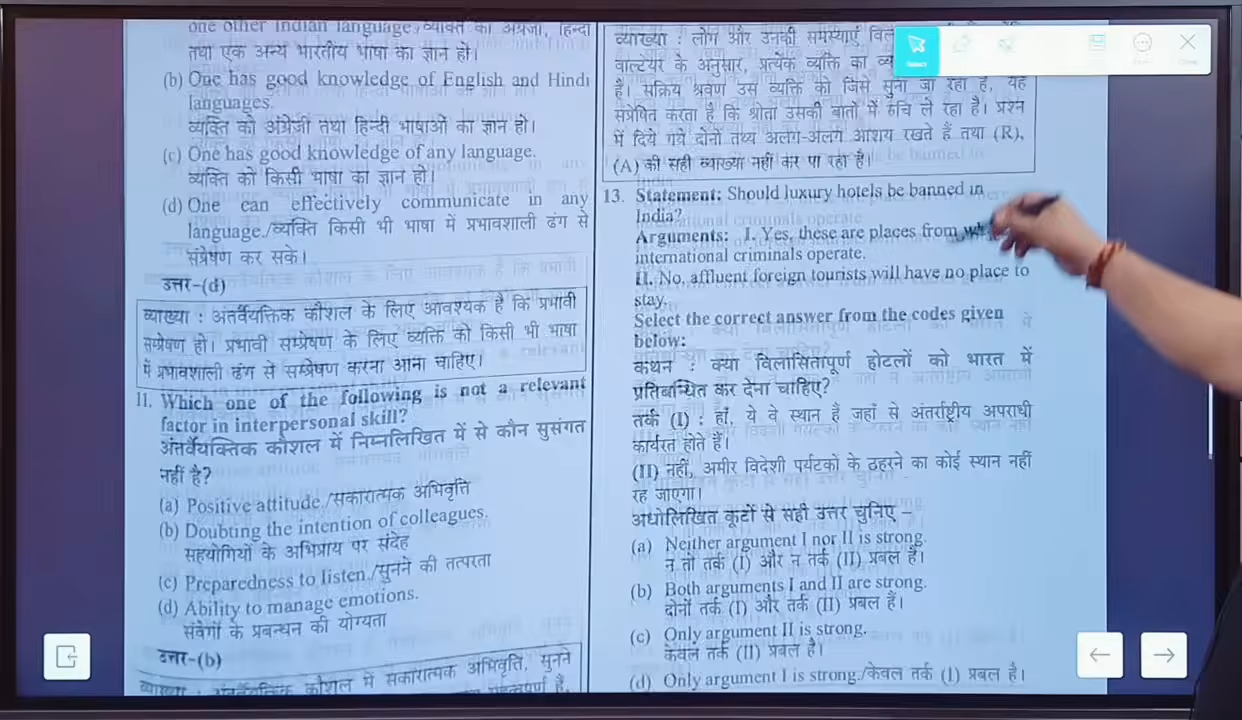 one other Indian language./व्यक्ति को अंग्रेजी, हिन्दी
तथा एक अन्य भारतीय भाषा का ज्ञान हो।
(b) One has good knowledge of English and Hindi
languages.
व्यक्ति को अंग्रेजी तथा हिन्दी भाषाओं का ज्ञान हो।
(c) One has good knowledge of any language.
व्यक्ति को किसी भाषा का ज्ञान हो।
(d) One can effectively communicate in any
language./व्यक्ति किसी भी भाषा में प्रभावशाली ढंग से
संप्रेषण कर सके।
उत्तर-(d)
व्याख्या : अंतर्वैयक्तिक कौशल के लिए आवश्यक है कि प्रभावी
सम्प्रेषण हो। प्रभावी सम्प्रेषण के लिए व्यक्ति को किसी भी भाषा
में प्रभावशाली ढंग से सम्प्रेषण करना आना चाहिए।
11. Which one of the following is not a relevant
factor in interpersonal skill?
अंतर्वैयक्तिक कौशल में निम्नलिखित में से कौन सुसंगत
नहीं है?
(a) Positive attitude./सकारात्मक अभिवृत्ति
(b) Doubting the intention of colleagues.
सहयोगियों के अभिप्राय पर संदेह
(c) Preparedness to listen./सुनने की तत्परता
(d) Ability to manage emotions.
संवेगों के प्रबन्धन की योग्यता
उत्तर-(b)
व्याख्या : अंतर्वैयक्तिक कौशल में सकारात्मक अभिवृत्ति, सुनने
व्याख्या : लोग और उनकी समस्याएं
वाल्टेयर के अनुसार, प्रत्येक व्यक्ति का
है। सक्रिय श्रवण उस व्यक्ति को जिसे सुना जा रहा है, यह
संप्रेषित करता है कि श्रोता उसकी बातों में रुचि ले रहा है। प्रश्न
में दिये गये दोनों तथ्य अलग-अलग आशय रखते हैं तथा (R),
(A) की सही व्याख्या नहीं कर पा रहा है।
13. Statement: Should luxury hotels be banned in
India?
Arguments: I. Yes, these are places from
international criminals operate.
II. No, affluent foreign tourists will have no place to
stay.
Select the correct answer from the codes given
below:
कथन : क्या विलासितापूर्ण होटलों को भारत में
प्रतिबन्धित कर देना चाहिए?
तर्क (I) : हाँ, ये वे स्थान हैं जहाँ से अंतर्राष्ट्रीय अपराधी
कार्यरत होते हैं।
(II) नहीं, अमीर विदेशी पर्यटकों के ठहरने का कोई स्थान नहीं
रह जाएगा।
अधोलिखित कूटों से सही उत्तर चुनिए –
(a) Neither argument I nor II is strong.
न तो तर्क (I) और न तर्क (II) प्रबल हैं।
(b) Both arguments I and II are strong.
दोनों तर्क (I) और तर्क (II) प्रबल हैं।
(c) Only argument II is strong.
केवल तर्क (II) प्रबल है।
(d) Only argument I is strong./केवल तर्क (I) प्रबल है।